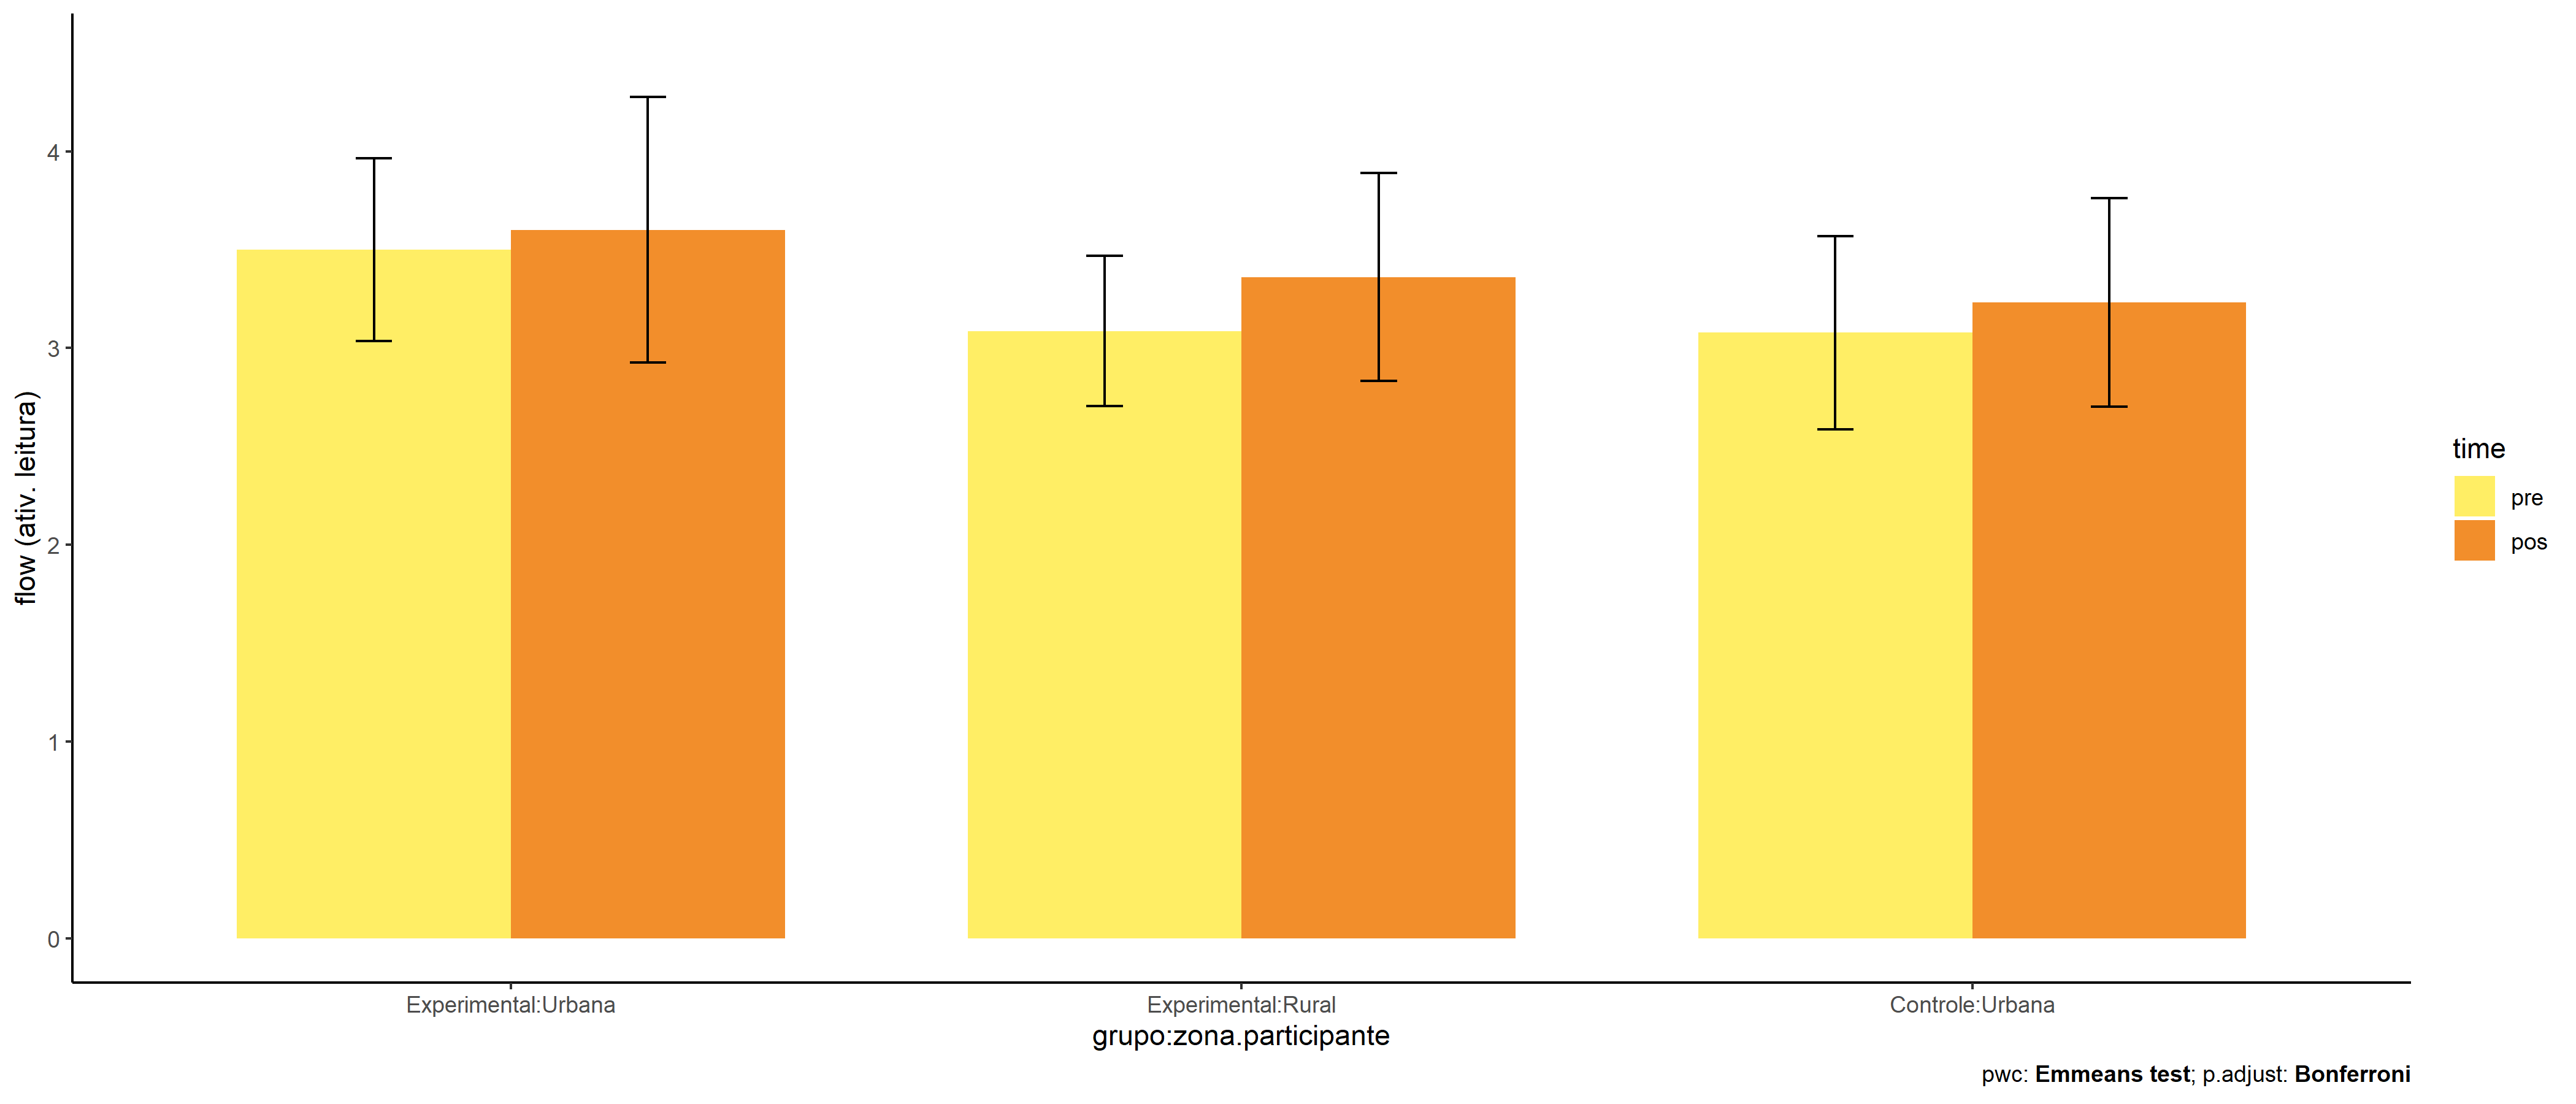 flow (ativ. leitura)
4
3
2
1
0
Experimental:Urbana
Experimental:Rural
Controle:Urbana
grupo:zona.participante
time
pre
pos
pwc: Emmeans test; p.adjust: Bonferroni